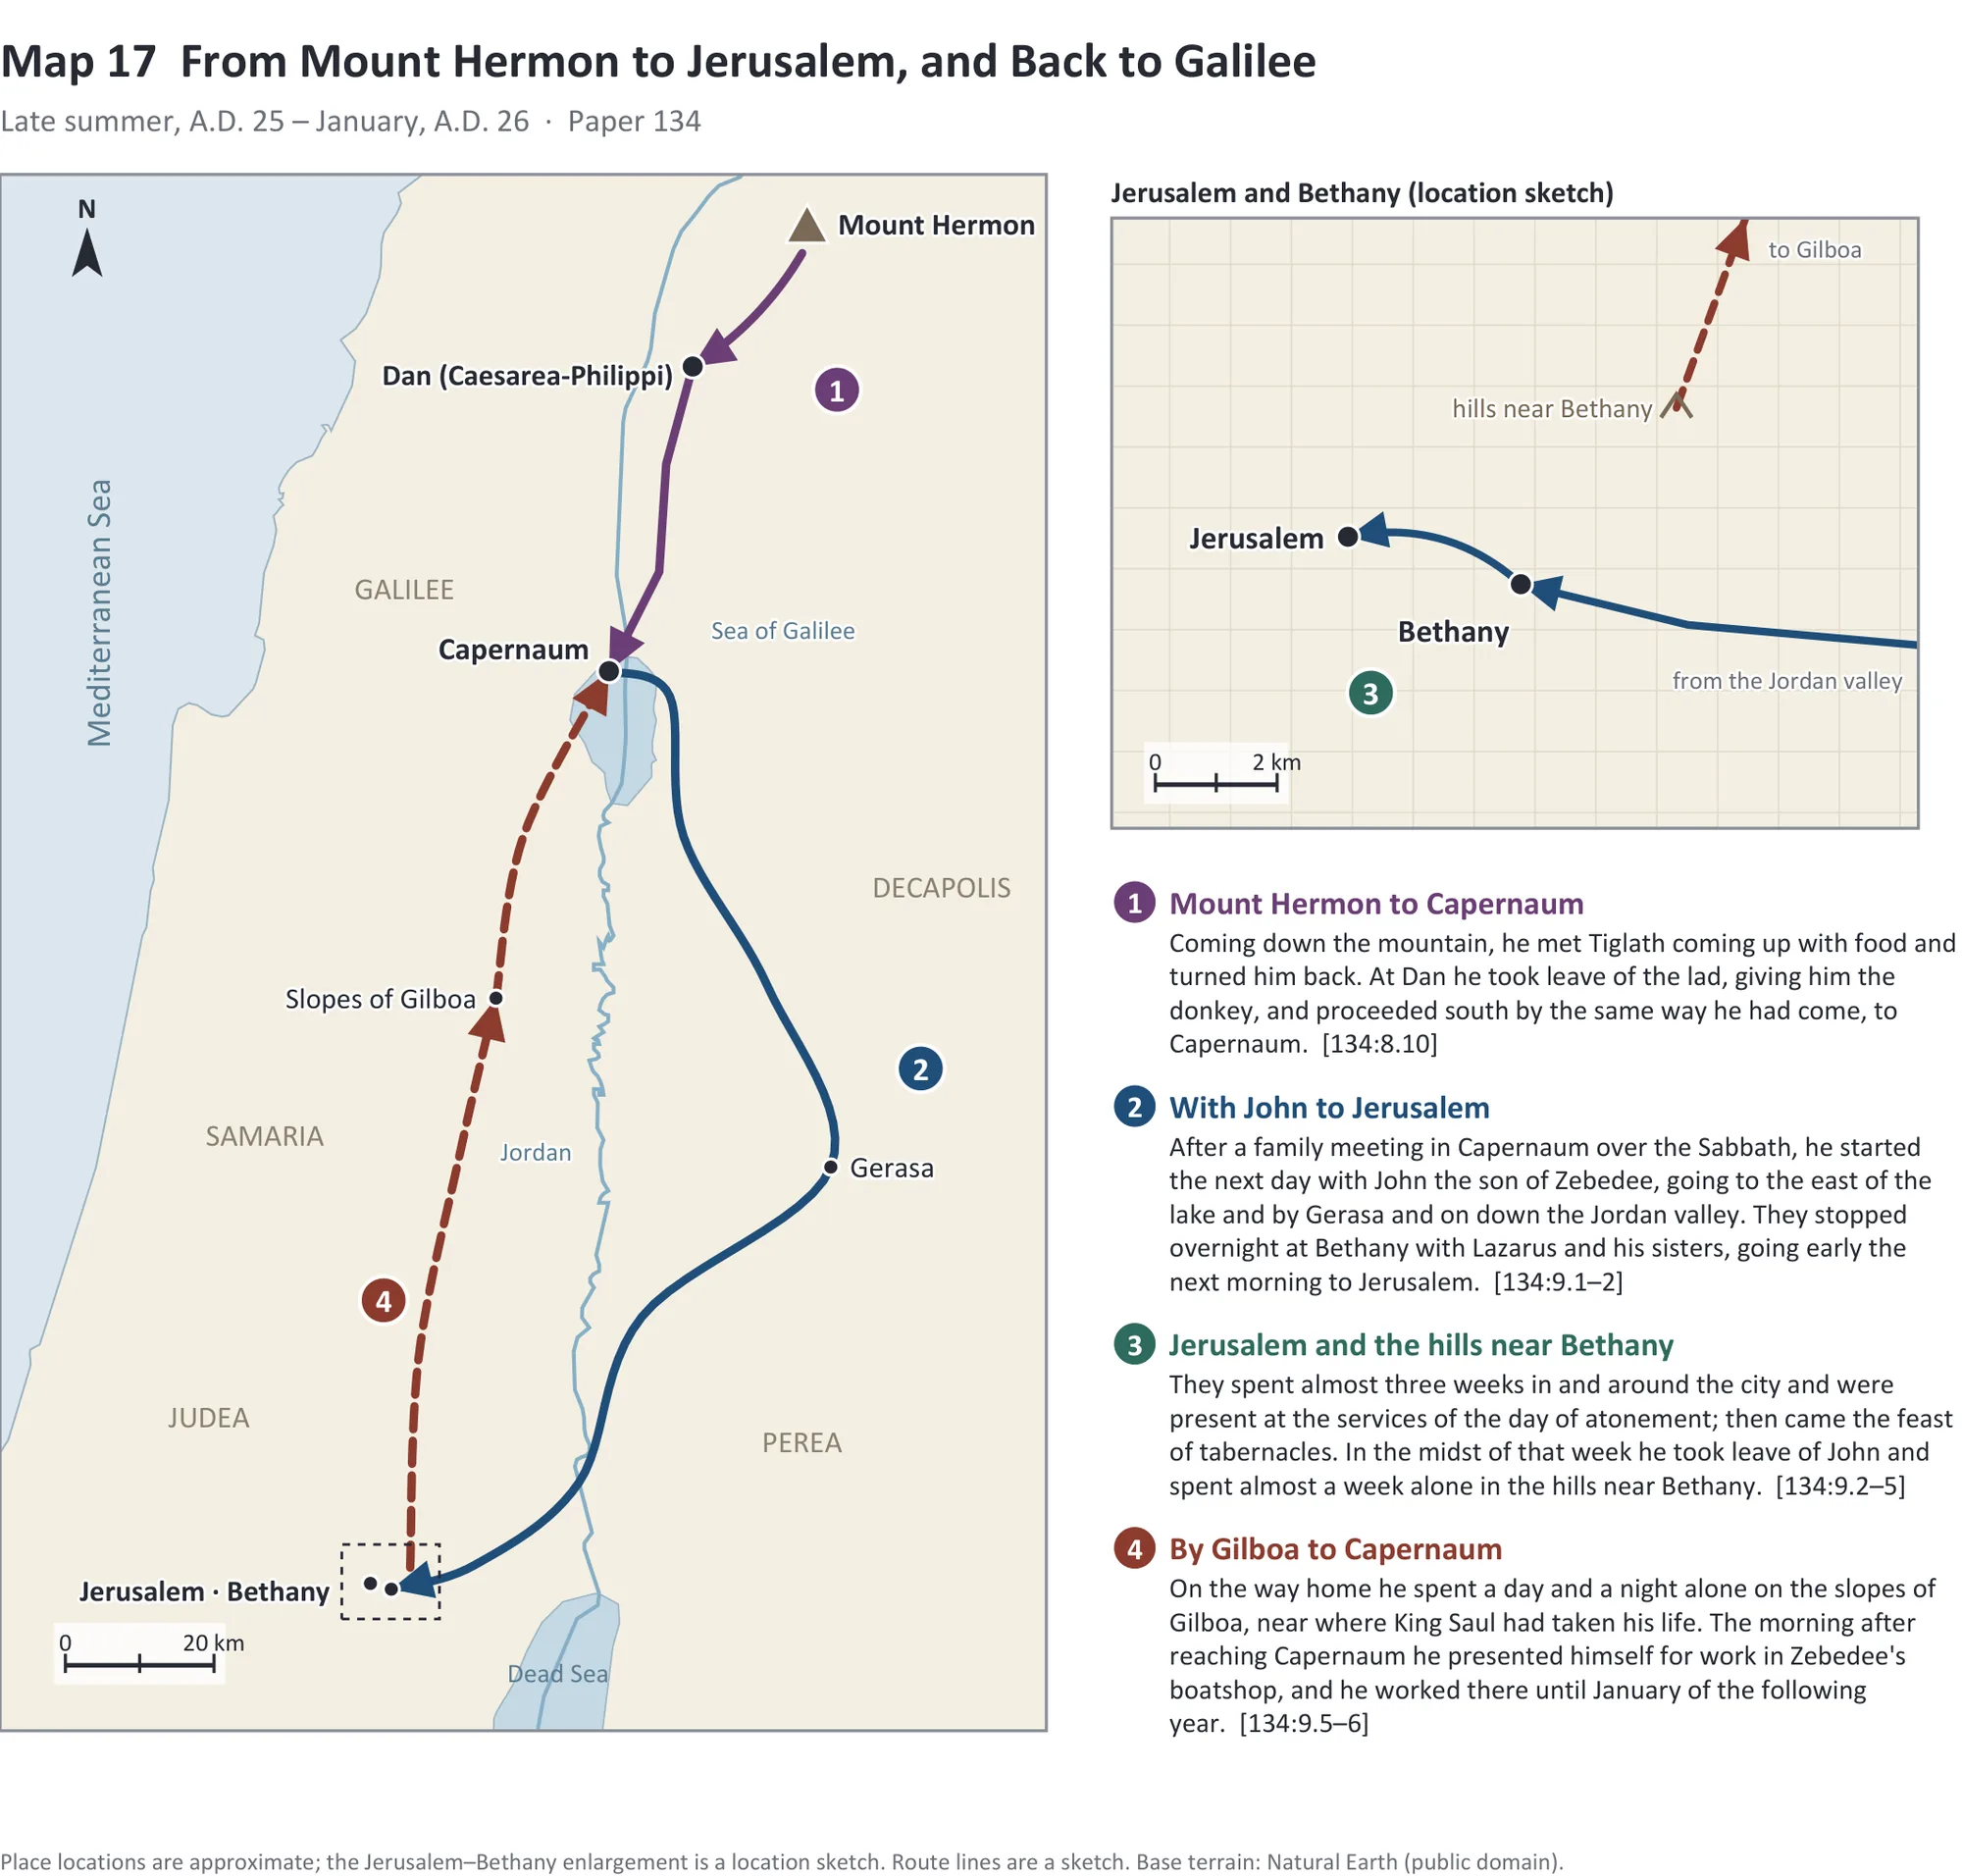 Map 17  From Mount Hermon to Jerusalem, and Back to Galilee
Late summer, A.D. 25 – January, A.D. 26  ·  Paper 134
N
Mount Hermon
Dan (Caesarea-Philippi)
1
Mediterranean Sea
GALILEE
Sea of Galilee
Capernaum
DECAPOLIS
Slopes of Gilboa
2
SAMARIA
Jordan
Gerasa
4
JUDEA
PEREA
Jerusalem · Bethany
0 20 km
Dead Sea
Jerusalem and Bethany (location sketch)
to Gilboa
hills near Bethany
Jerusalem
Bethany
from the Jordan valley
3
0 2 km
1 Mount Hermon to Capernaum
Coming down the mountain, he met Tiglath coming up with food and
turned him back. At Dan he took leave of the lad, giving him the
donkey, and proceeded south by the same way he had come, to
Capernaum.  [134:8.10]
2 With John to Jerusalem
After a family meeting in Capernaum over the Sabbath, he started
the next day with John the son of Zebedee, going to the east of the
lake and by Gerasa and on down the Jordan valley. They stopped
overnight at Bethany with Lazarus and his sisters, going early the
next morning to Jerusalem.  [134:9.1–2]
3 Jerusalem and the hills near Bethany
They spent almost three weeks in and around the city and were
present at the services of the day of atonement; then came the feast
of tabernacles. In the midst of that week he took leave of John and
spent almost a week alone in the hills near Bethany.  [134:9.2–5]
4 By Gilboa to Capernaum
On the way home he spent a day and a night alone on the slopes of
Gilboa, near where King Saul had taken his life. The morning after
reaching Capernaum he presented himself for work in Zebedee's
boatshop, and he worked there until January of the following
year.  [134:9.5–6]
Place locations are approximate; the Jerusalem–Bethany enlargement is a location sketch. Route lines are a sketch. Base terrain: Natural Earth (public domain).